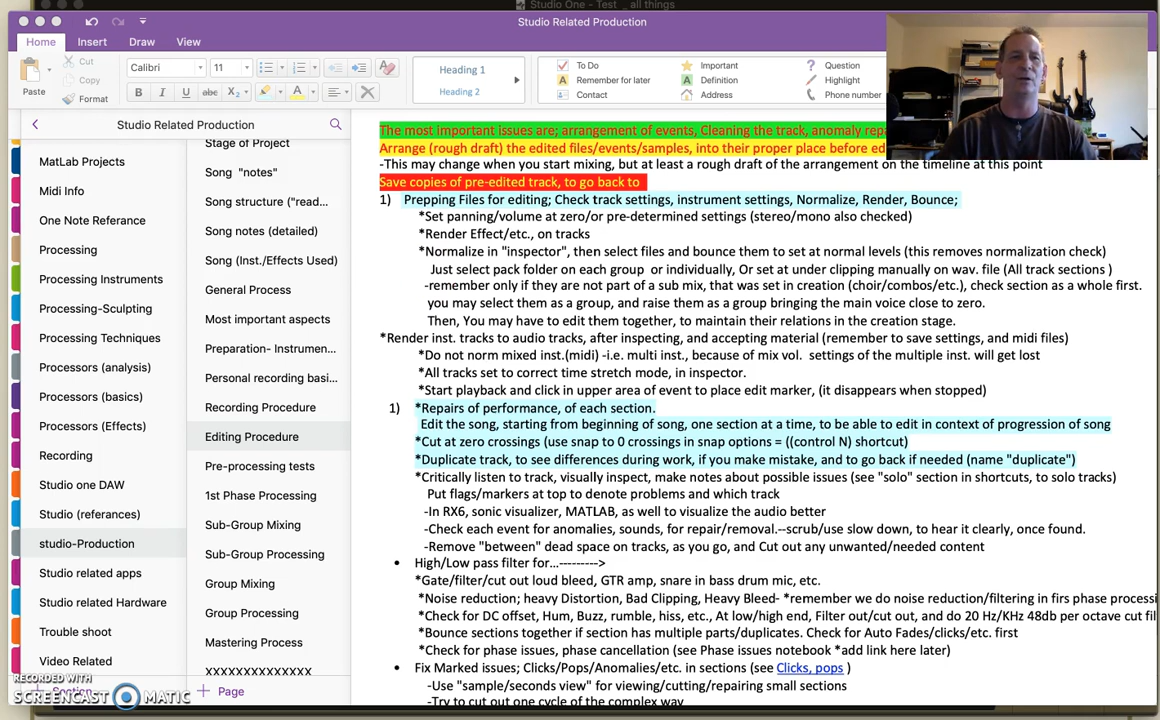 Studio One - Test _ all things
Studio Related Production
Home Insert Draw View
Paste
Cut
Copy
Format
Calibri 11
B I U abc X2 A
Heading 1
Heading 2
To Do
Remember for later
Contact
Important
Definition
Address
Question
Highlight
Phone number
Studio Related Production
MatLab Projects
Midi Info
One Note Referance
Processing
Processing Instruments
Processing-Sculpting
Processing Techniques
Processors (analysis)
Processors (basics)
Processors (Effects)
Recording
Studio one DAW
Studio (referances)
studio-Production
Studio related apps
Studio related Hardware
Trouble shoot
Video Related
Stage of Project
Song "notes"
Song structure ("read...
Song notes (detailed)
Song (Inst./Effects Used)
General Process
Most important aspects
Preparation- Instrumen...
Personal recording basi...
Recording Procedure
Editing Procedure
Pre-processing tests
1st Phase Processing
Sub-Group Mixing
Sub-Group Processing
Group Mixing
Group Processing
Mastering Process
XXXXXXXXXXXXXX
+ Page
The most important issues are; arrangement of events, Cleaning the track, anomaly repa
Arrange (rough draft) the edited files/events/samples, into their proper place before ed
-This may change when you start mixing, but at least a rough draft of the arrangement on the timeline at this point
Save copies of pre-edited track, to go back to
1) Prepping Files for editing; Check track settings, instrument settings, Normalize, Render, Bounce;
*Set panning/volume at zero/or pre-determined settings (stereo/mono also checked)
*Render Effect/etc., on tracks
*Normalize in "inspector", then select files and bounce them to set at normal levels (this removes normalization check)
Just select pack folder on each group or individually, Or set at under clipping manually on wav. file (All track sections )
-remember only if they are not part of a sub mix, that was set in creation (choir/combos/etc.), check section as a whole first.
you may select them as a group, and raise them as a group bringing the main voice close to zero.
Then, You may have to edit them together, to maintain their relations in the creation stage.
*Render inst. tracks to audio tracks, after inspecting, and accepting material (remember to save settings, and midi files)
*Do not norm mixed inst.(midi) -i.e. multi inst., because of mix vol. settings of the multiple inst. will get lost
*All tracks set to correct time stretch mode, in inspector.
*Start playback and click in upper area of event to place edit marker, (it disappears when stopped)
1) *Repairs of performance, of each section.
Edit the song, starting from beginning of song, one section at a time, to be able to edit in context of progression of song
*Cut at zero crossings (use snap to 0 crossings in snap options = ((control N) shortcut)
*Duplicate track, to see differences during work, if you make mistake, and to go back if needed (name "duplicate")
*Critically listen to track, visually inspect, make notes about possible issues (see "solo" section in shortcuts, to solo tracks)
Put flags/markers at top to denote problems and which track
-In RX6, sonic visualizer, MATLAB, as well to visualize the audio better
-Check each event for anomalies, sounds, for repair/removal.--scrub/use slow down, to hear it clearly, once found.
-Remove "between" dead space on tracks, as you go, and Cut out any unwanted/needed content
• High/Low pass filter for...--------->
*Gate/filter/cut out loud bleed, GTR amp, snare in bass drum mic, etc.
*Noise reduction; heavy Distortion, Bad Clipping, Heavy Bleed- *remember we do noise reduction/filtering in firs phase processi
*Check for DC offset, Hum, Buzz, rumble, hiss, etc., At low/high end, Filter out/cut out, and do 20 Hz/KHz 48db per octave cut fil
*Bounce sections together if section has multiple parts/duplicates. Check for Auto Fades/clicks/etc. first
*Check for phase issues, phase cancellation (see Phase issues notebook *add link here later)
• Fix Marked issues; Clicks/Pops/Anomalies/etc. in sections (see Clicks, pops )
-Use "sample/seconds view" for viewing/cutting/repairing small sections
-Try to cut out one cycle of the complex way
RECORDED WITH
SCREENCAST MATIC